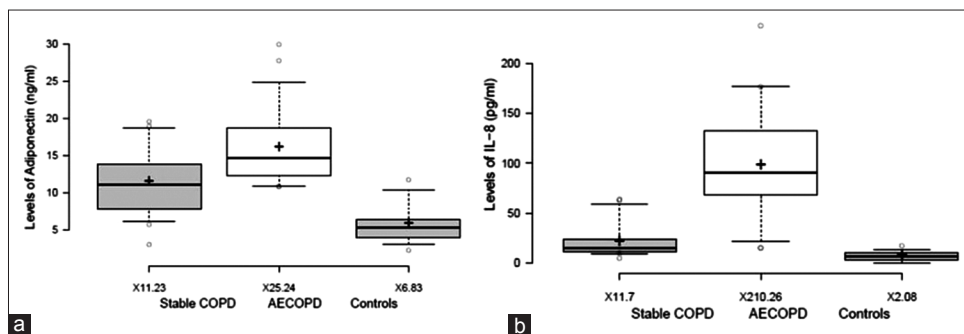 Levels of Adiponectin (ng/ml)
30
25
20
15
10
5
X11.23 X25.24 X6.83
Stable COPD AECOPD Controls
a
Levels of IL-8 (pg/ml)
200
150
100
50
0
X11.7 X210.26 X2.08
Stable COPD AECOPD Controls
b